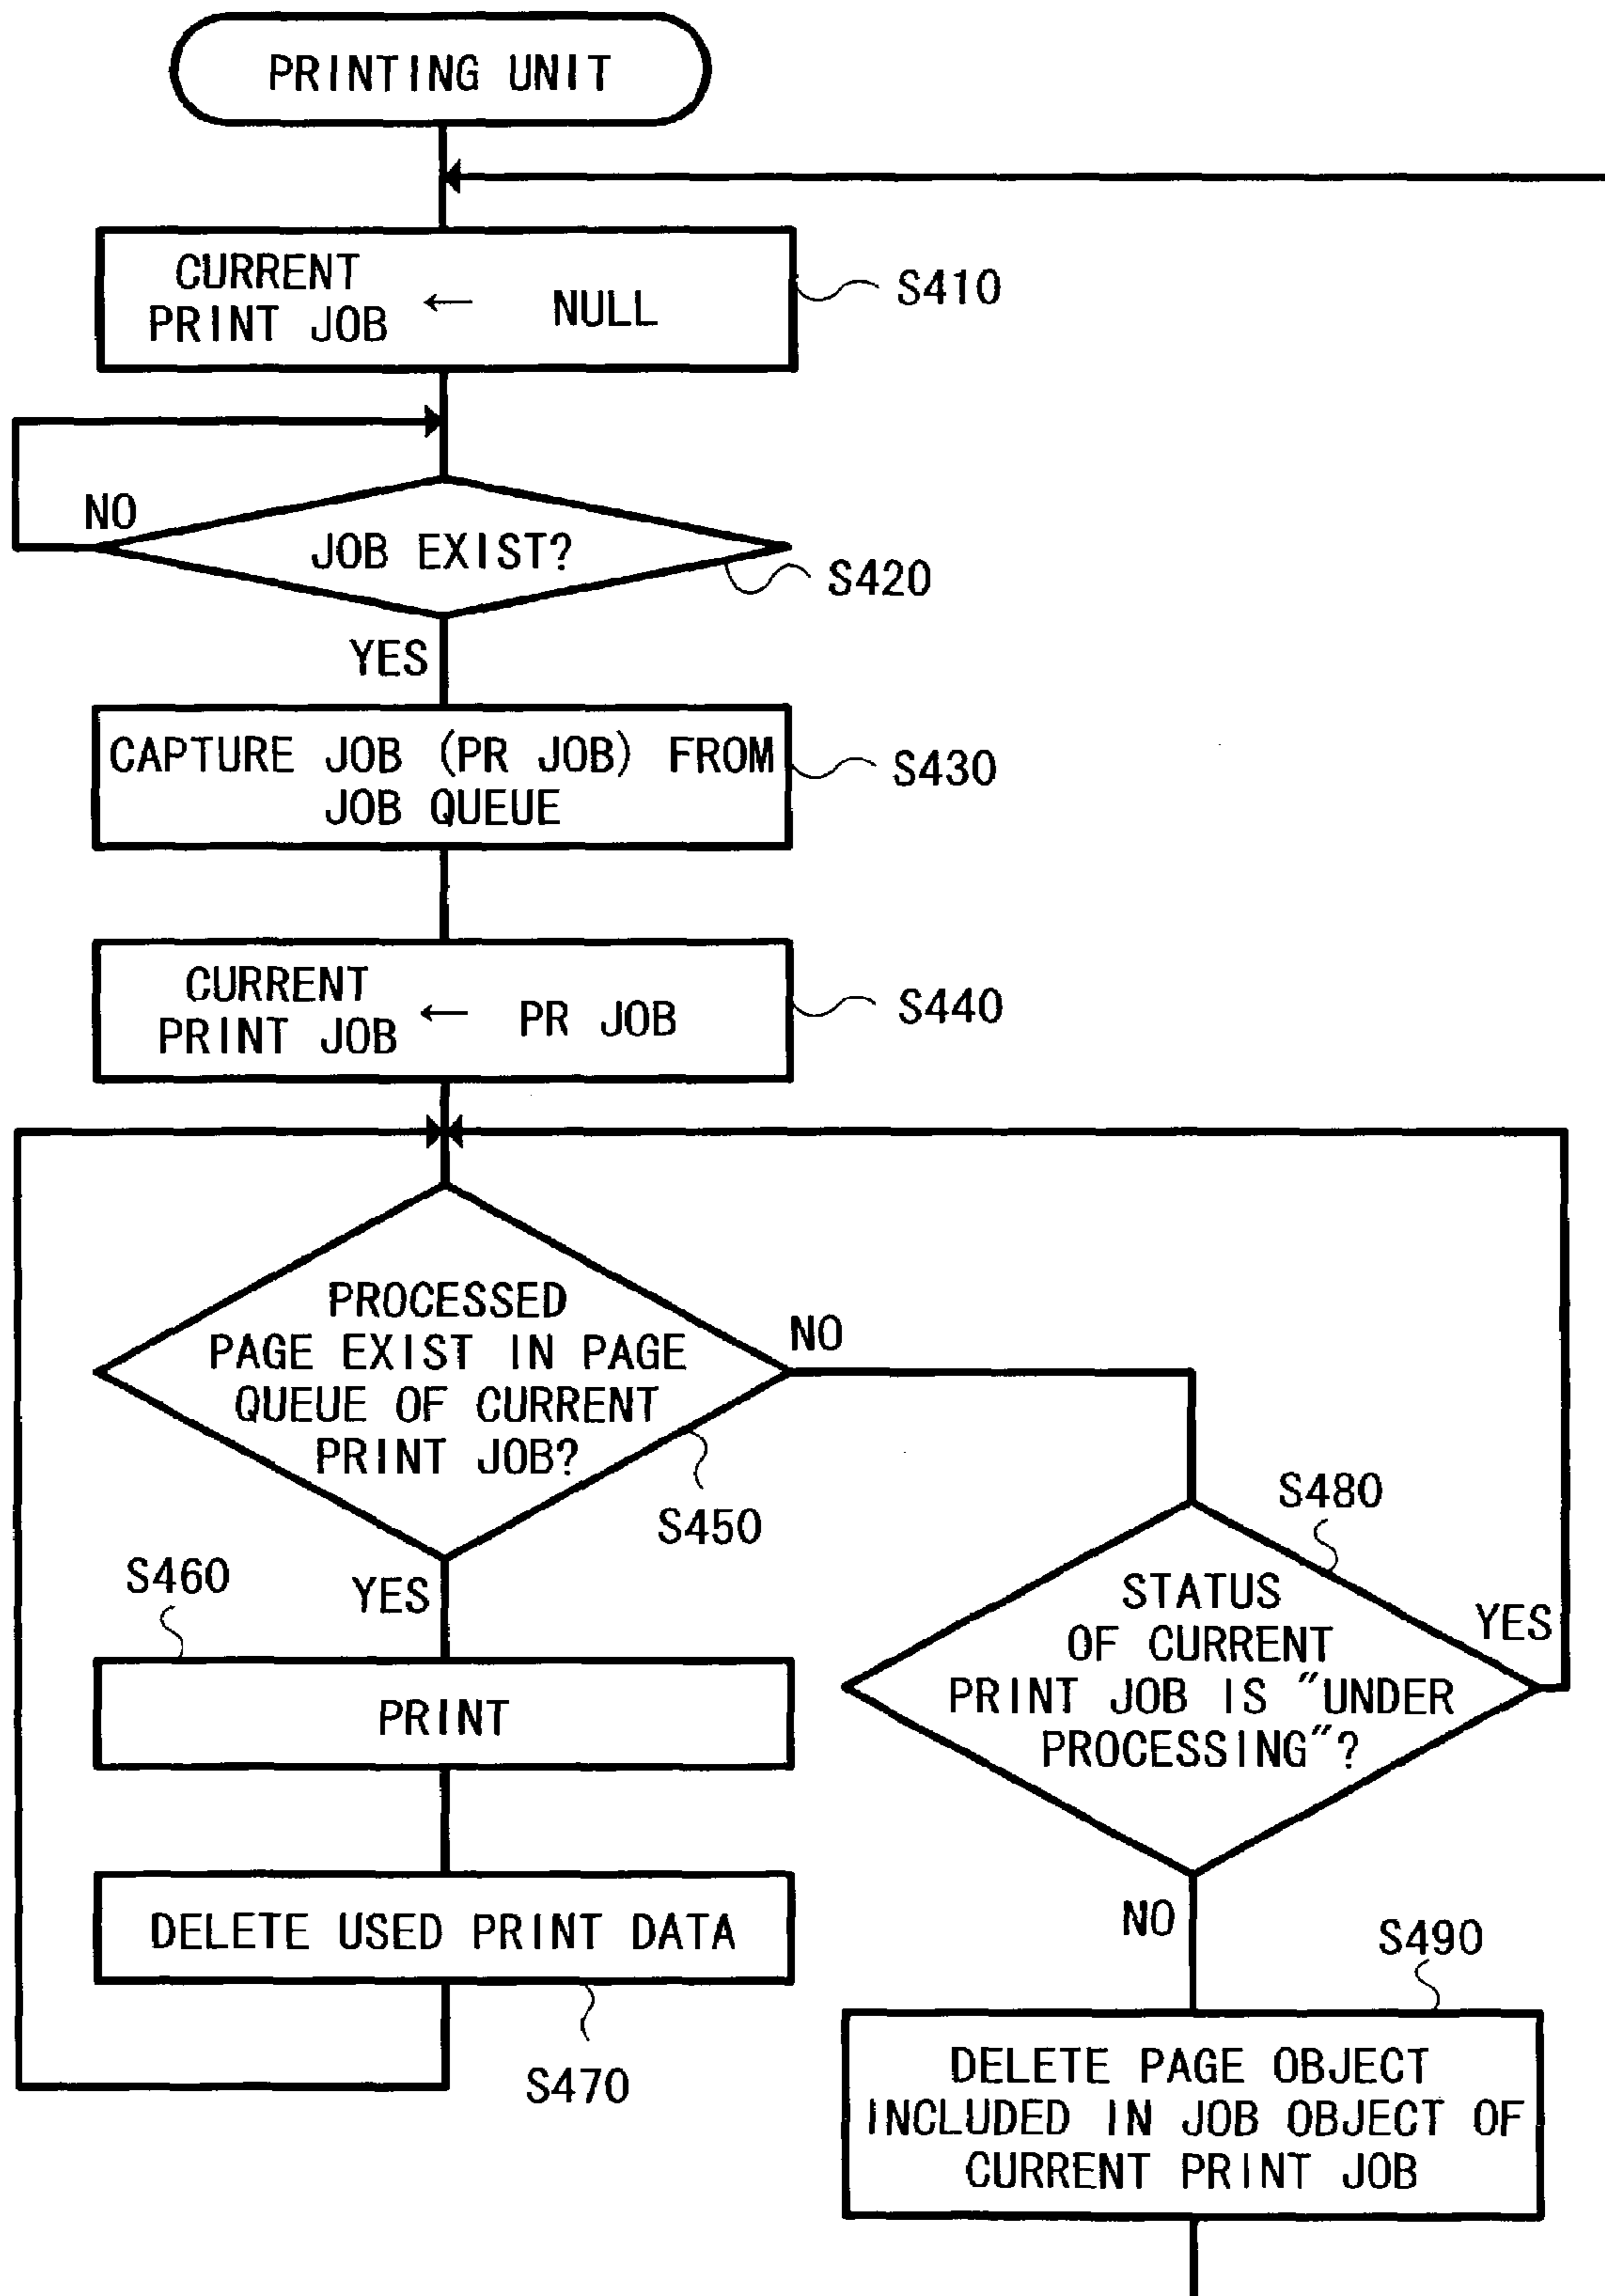 PRINTING UNIT
CURRENT
PRINT JOB ← NULL
S410
NO
JOB EXIST?
S420
YES
CAPTURE JOB (PR JOB) FROM
JOB QUEUE
S430
CURRENT
PRINT JOB ← PR JOB
S440
PROCESSED
PAGE EXIST IN PAGE
QUEUE OF CURRENT
PRINT JOB?
NO
S450
YES
S460
PRINT
DELETE USED PRINT DATA
S470
S480
STATUS
OF CURRENT
PRINT JOB IS "UNDER
PROCESSING"?
YES
NO
S490
DELETE PAGE OBJECT
INCLUDED IN JOB OBJECT OF
CURRENT PRINT JOB